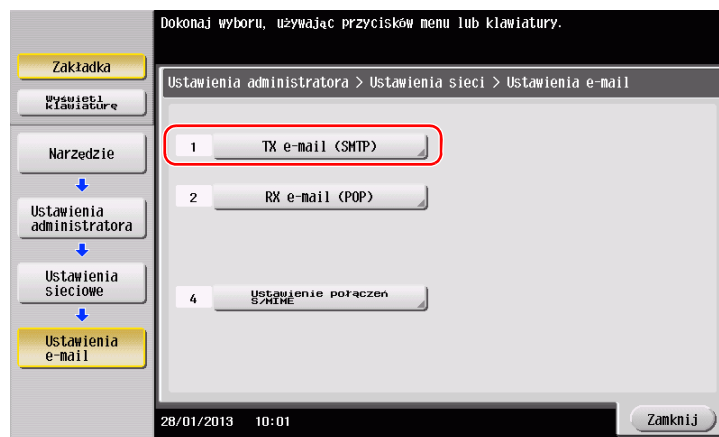 Dokonaj wyboru, używając przycisków menu lub klawiatury.
Zakładka
Wyświetl
klawiaturę
Ustawienia administratora > Ustawienia sieci > Ustawienia e-mail
Narzędzie
1 TX e-mail (SMTP)
2 RX e-mail (POP)
Ustawienia
administratora
Ustawienia
sieciowe
4 Ustawienie połączeń
S/MIME
Ustawienia
e-mail
28/01/2013 10:01
Zamknij